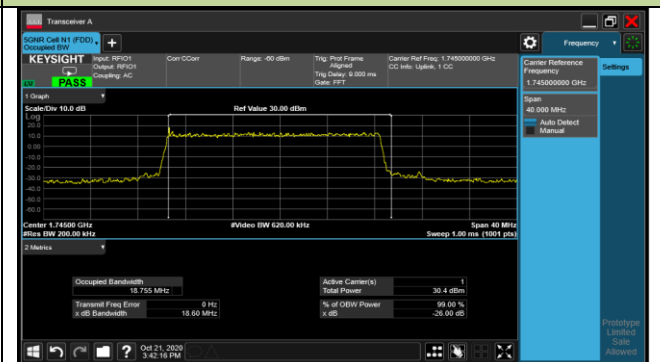 Transceiver A
5GNR Cell N1 (FDD)
Occupied BW
Frequency
KEYSIGHT
Input: RFIO1
Output: RFIO1
Coupling: AC
Corr CCorr
Range: -60 dBm
Trig: Prot Frame
Aligned
Trig Delay: 9.000 ms
Gate: FFT
Carrier Ref Freq: 1.745000000 GHz
CC Info: Uplink, 1 CC
PASS
Carrier Reference
Frequency
1.745000000 GHz
Settings
Span
40.000 MHz
Auto Detect
Manual
1 Graph
Scale/Div 10.0 dB
Ref Value 30.00 dBm
Log
20.0
10.0
0.00
-10.0
-20.0
-30.0
-40.0
-50.0
-60.0
Center 1.74500 GHz
#Video BW 620.00 kHz
Span 40 MHz
#Res BW 200.00 kHz
Sweep 1.00 ms (1001 pts)
2 Metrics
Occupied Bandwidth
18.755 MHz
Active Carrier(s) 1
Total Power 30.4 dBm
Transmit Freq Error 0 Hz
x dB Bandwidth 18.60 MHz
% of OBW Power 99.00 %
x dB -26.00 dB
Oct 21, 2020
3:42:16 PM
Prototype
Limited
Sale
Allowed